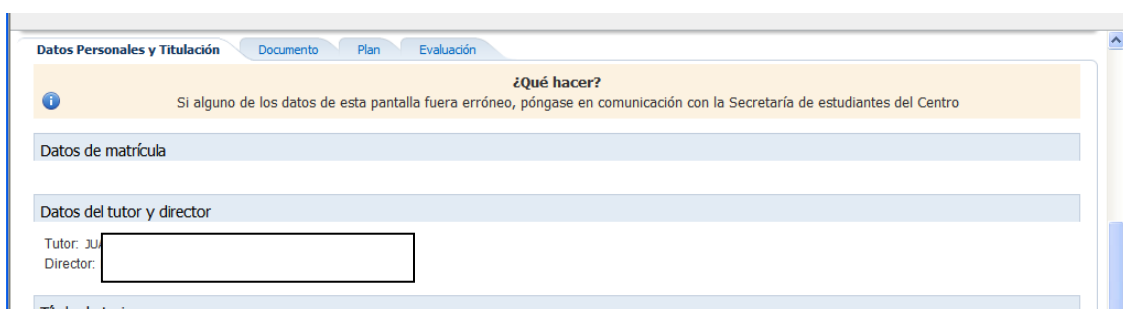 Datos Personales y Titulación Documento Plan Evaluación
¿Qué hacer?
Si alguno de los datos de esta pantalla fuera erróneo, póngase en comunicación con la Secretaría de estudiantes del Centro
Datos de matrícula
Datos del tutor y director
Tutor:
Director: